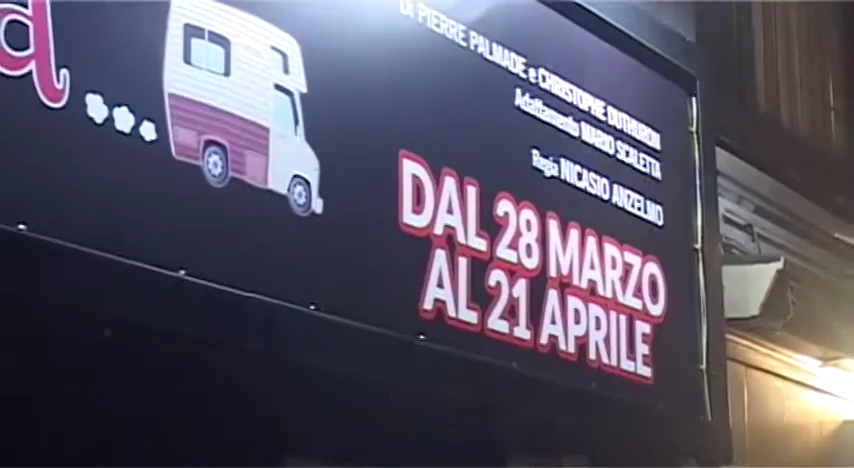 d...
Di PIERRE PALMADE e CHRISTOPHE DUTHURON
Adattamento MARIO SCALETTA
Regia NICASIO ANZELMO
DAL 28 MARZO
AL 21 APRILE